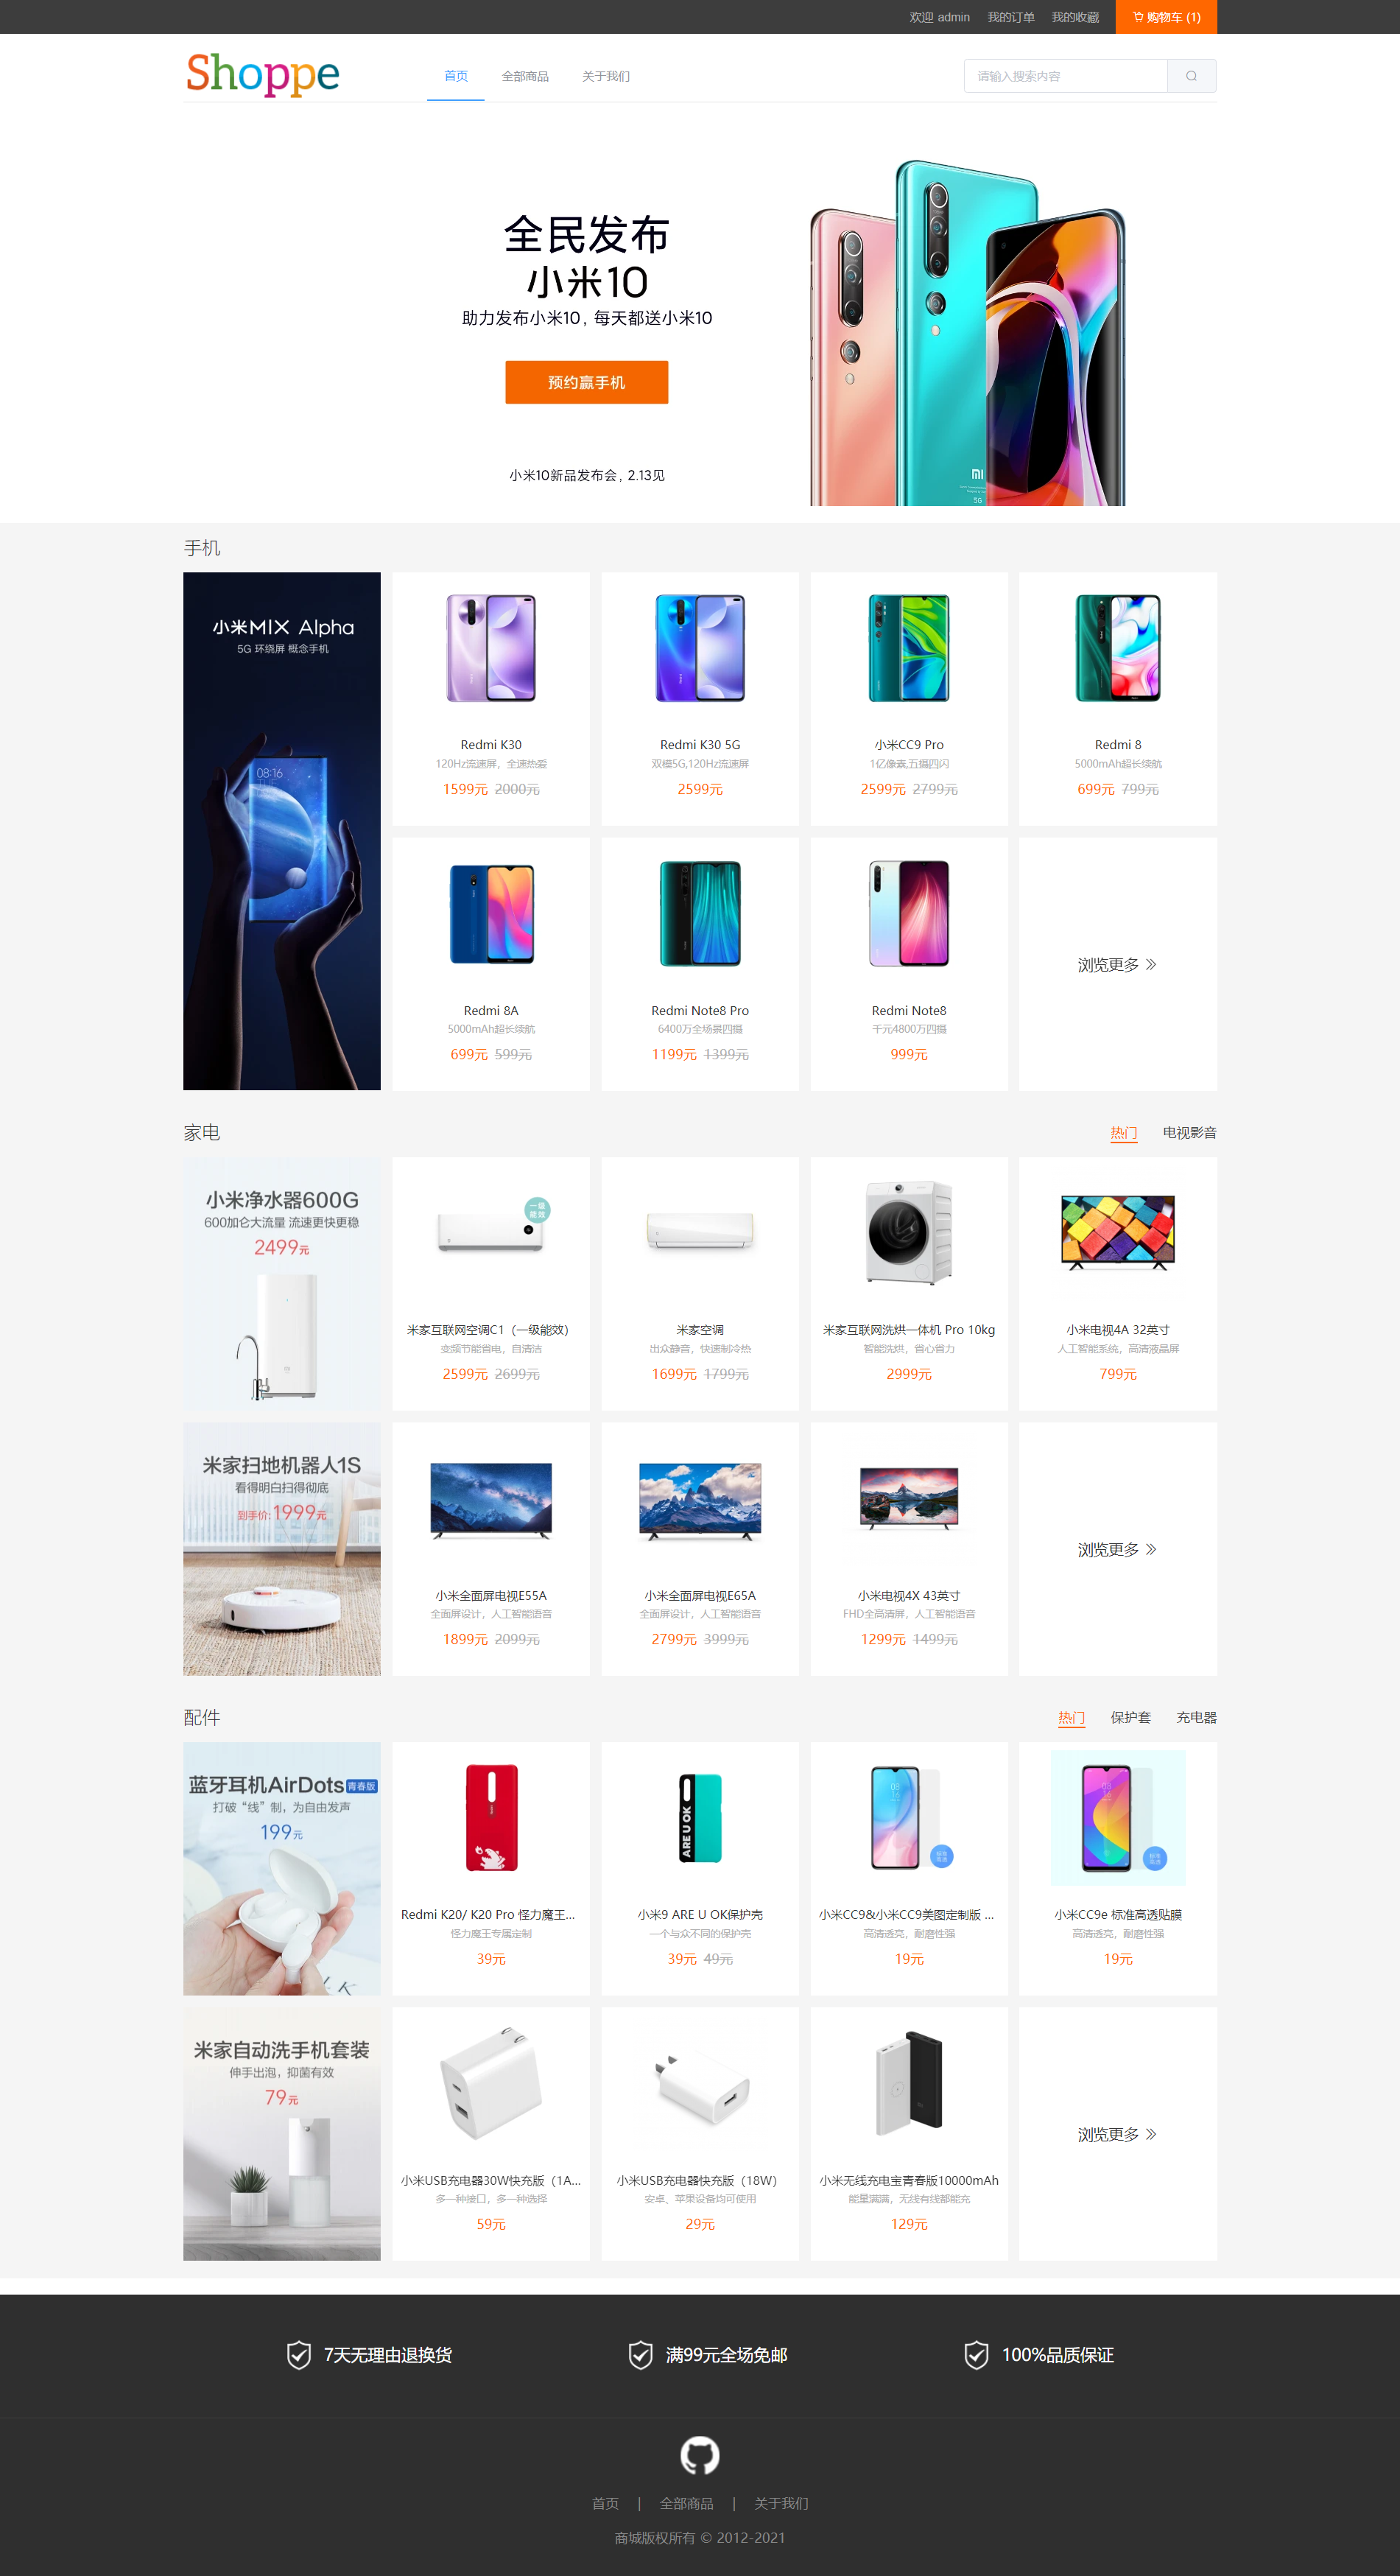 欢迎 admin 我的订单 我的收藏 购物车 (1)
Shoppe 首页 全部商品 关于我们 请输入搜索内容
全民发布
小米10
助力发布小米10，每天都送小米10
预约赢手机
小米10新品发布会，2.13见
MI
5G
手机
小米MIX Alpha
5G 环绕屏 概念手机
08:16
Redmi K30
120Hz流速屏，全速热爱
1599元 2000元
Redmi K30 5G
双模5G,120Hz流速屏
2599元
小米CC9 Pro
1亿像素,五摄四闪
2599元 2799元
Redmi 8
5000mAh超长续航
699元 799元
Redmi 8A
5000mAh超长续航
699元 599元
Redmi Note8 Pro
6400万全场景四摄
1199元 1399元
Redmi Note8
千元4800万四摄
999元
浏览更多
家电 热门 电视影音
小米净水器600G
600加仑大流量 流速更快更稳
2499元
一级
能效
米家互联网空调C1（一级能效）
变频节能省电，自清洁
2599元 2699元
米家空调
出众静音，快速制冷热
1699元 1799元
米家互联网洗烘一体机 Pro 10kg
智能洗烘，省心省力
2999元
小米电视4A 32英寸
人工智能系统，高清液晶屏
799元
米家扫地机器人1S
看得明白扫得彻底
到手价:1999元
小米全面屏电视E55A
全面屏设计，人工智能语音
1899元 2099元
小米全面屏电视E65A
全面屏设计，人工智能语音
2799元 3999元
小米电视4X 43英寸
FHD全高清屏，人工智能语音
1299元 1499元
浏览更多
配件 热门 保护套 充电器
蓝牙耳机AirDots 青春版
打破“线”制，为自由发声
199元
Redmi K20/ K20 Pro 怪力魔王...
怪力魔王专属定制
39元
ARE U OK
小米9 ARE U OK保护壳
一个与众不同的保护壳
39元 49元
小米CC9&小米CC9美图定制版 ...
高清透亮，耐磨性强
19元
小米CC9e 标准高透贴膜
高清透亮，耐磨性强
19元
米家自动洗手机套装
伸手出泡，抑菌有效
79元
小米USB充电器30W快充版（1A...
多一种接口，多一种选择
59元
小米USB充电器快充版（18W）
安卓、苹果设备均可使用
29元
小米无线充电宝青春版10000mAh
能量满满，无线有线都能充
129元
浏览更多
7天无理由退换货 满99元全场免邮 100%品质保证
首页 | 全部商品 | 关于我们
商城版权所有 © 2012-2021